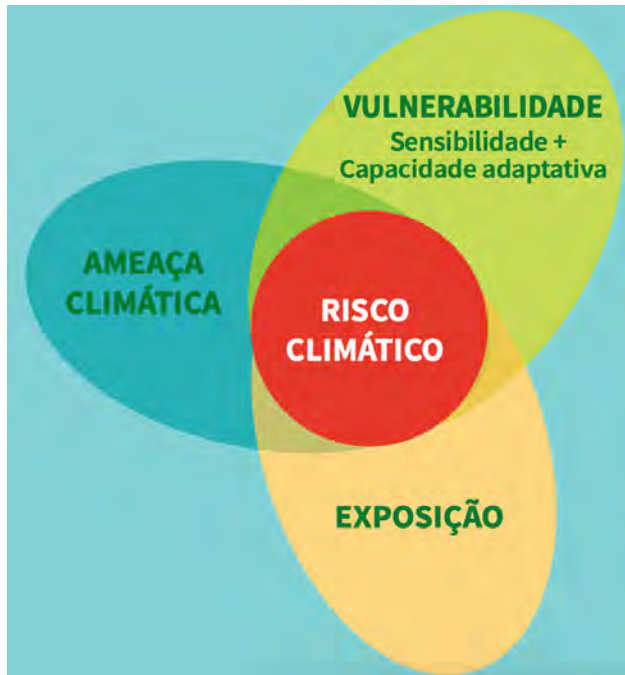 VULNERABILIDADE
Sensibilidade +
Capacidade adaptativa
AMEAÇA
CLIMÁTICA
RISCO
CLIMÁTICO
EXPOSIÇÃO